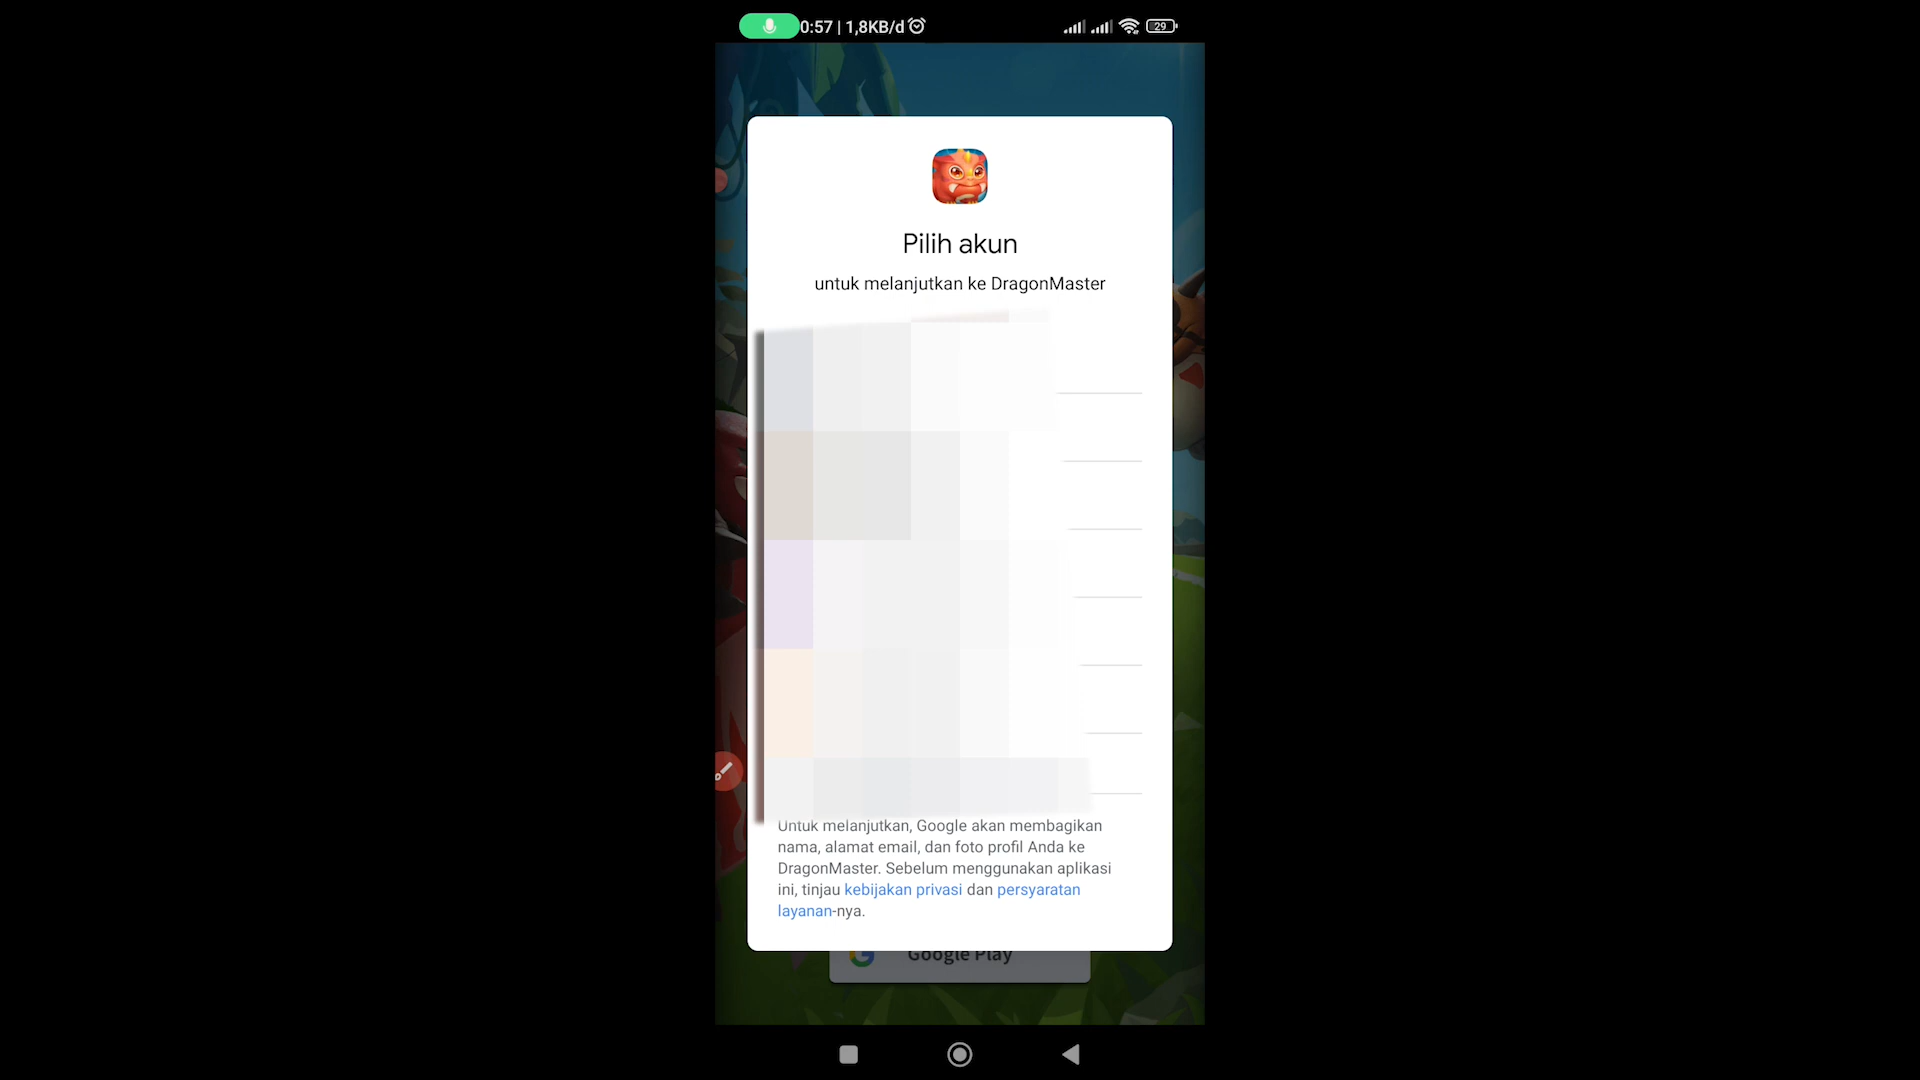 0:57 | 1,8KB/d
29
Pilih akun
untuk melanjutkan ke DragonMaster
Untuk melanjutkan, Google akan membagikan
nama, alamat email, dan foto profil Anda ke
DragonMaster. Sebelum menggunakan aplikasi
ini, tinjau kebijakan privasi dan persyaratan
layanan-nya.
Google Play